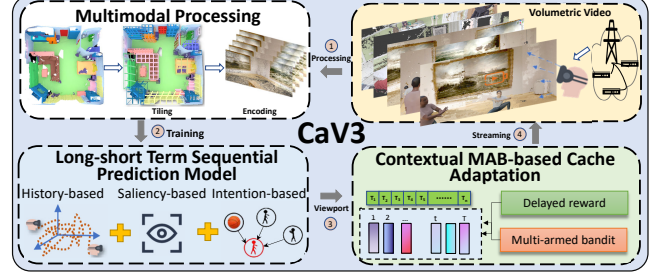 Multimodal Processing
Tiling
Encoding
1
Processing
Volumetric Video
2 Training
CaV3
Streaming 4
Long-short Term Sequential
Prediction Model
History-based Saliency-based Intention-based
Viewport
3
Contextual MAB-based Cache
Adaptation
T₁ T₂ T₃ T₄ T₅ ...... Tₙ
1 2 ... t T
Delayed reward
Multi-armed bandit